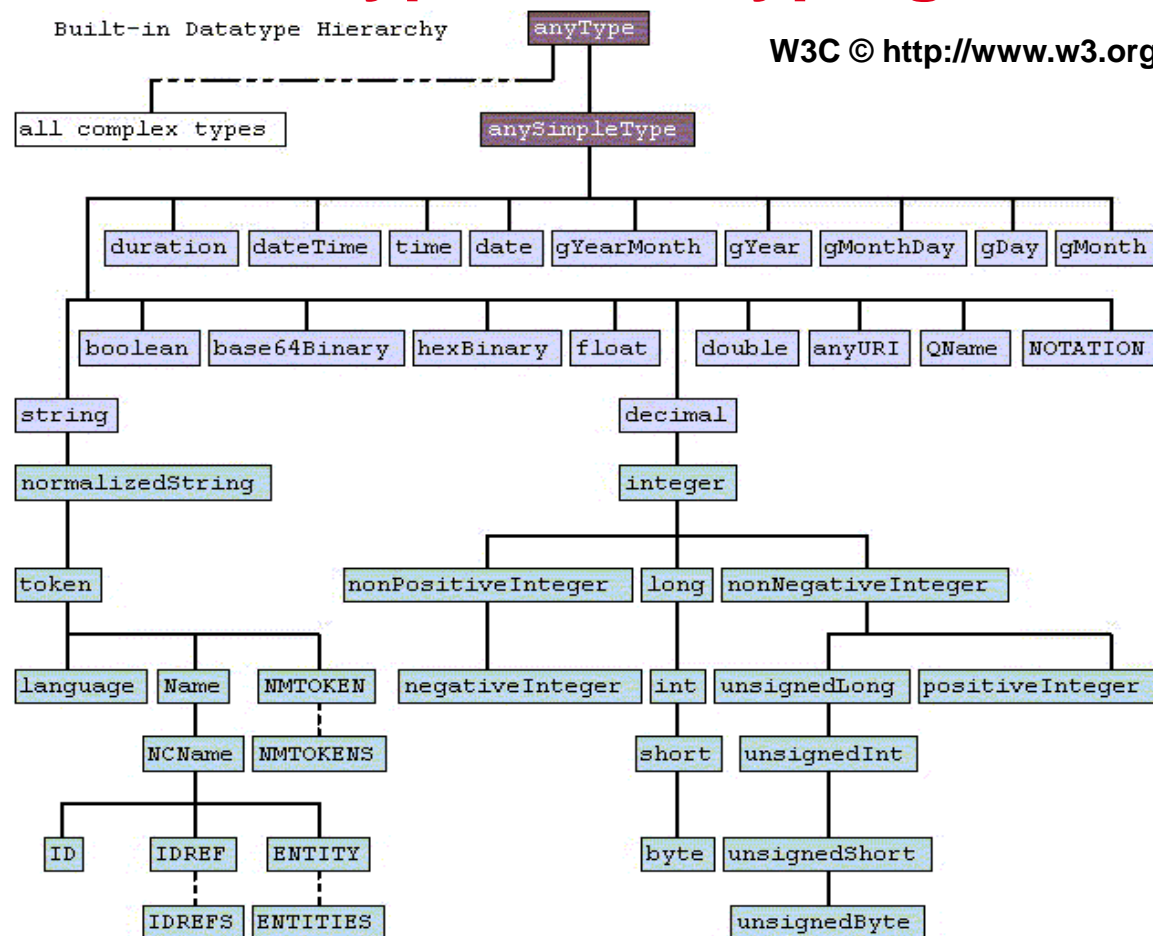 Built-in Datatype Hierarchy
anyType
W3C © http://www.w3.org
all complex types
anySimpleType
duration
dateTime
time
date
gYearMonth
gYear
gMonthDay
gDay
gMonth
boolean
base64Binary
hexBinary
float
double
anyURI
QName
NOTATION
string
decimal
normalizedString
integer
token
nonPositiveInteger
long
nonNegativeInteger
language
Name
NMTOKEN
negativeInteger
int
unsignedLong
positiveInteger
NCName
NMTOKENS
short
unsignedInt
ID
IDREF
ENTITY
byte
unsignedShort
IDREFS
ENTITIES
unsignedByte